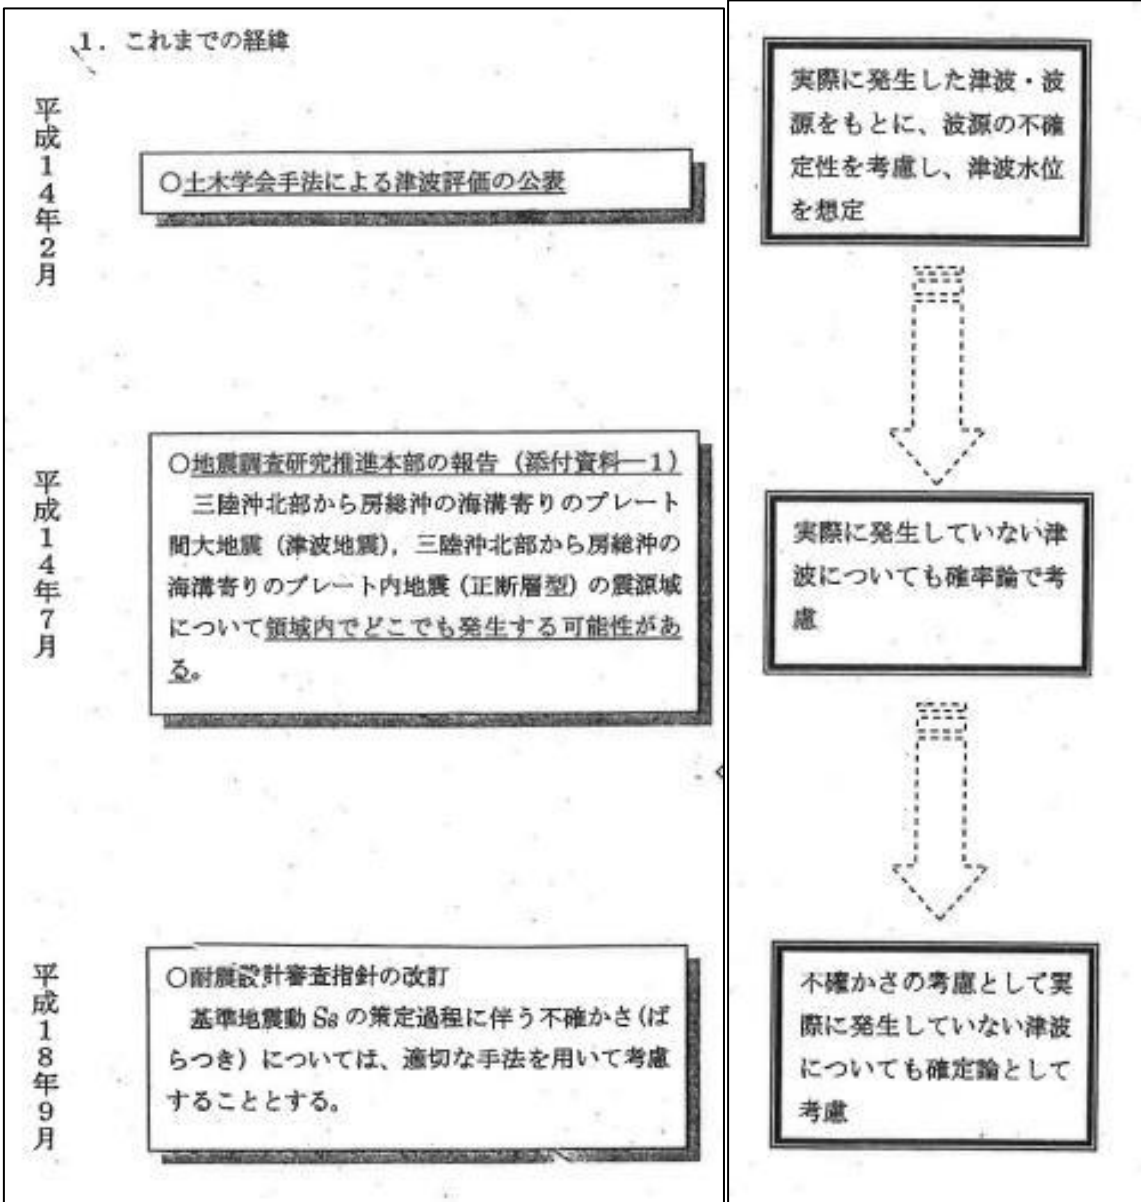 1．これまでの経緯
平成14年2月
○土木学会手法による津波評価の公表
実際に発生した津波・波
源をもとに、波源の不確
定性を考慮し、津波水位
を想定
平成14年7月
○地震調査研究推進本部の報告（添付資料―1）
三陸沖北部から房総沖の海溝寄りのプレート
間大地震（津波地震），三陸沖北部から房総沖の
海溝寄りのプレート内地震（正断層型）の震源域
について領域内でどこでも発生する可能性があ
る。
実際に発生していない津
波についても確率論で考
慮
平成18年9月
○耐震設計審査指針の改訂
基準地震動 Ss の策定過程に伴う不確かさ（ば
らつき）については、適切な手法を用いて考慮
することとする。
不確かさの考慮として実
際に発生していない津波
についても確定論として
考慮